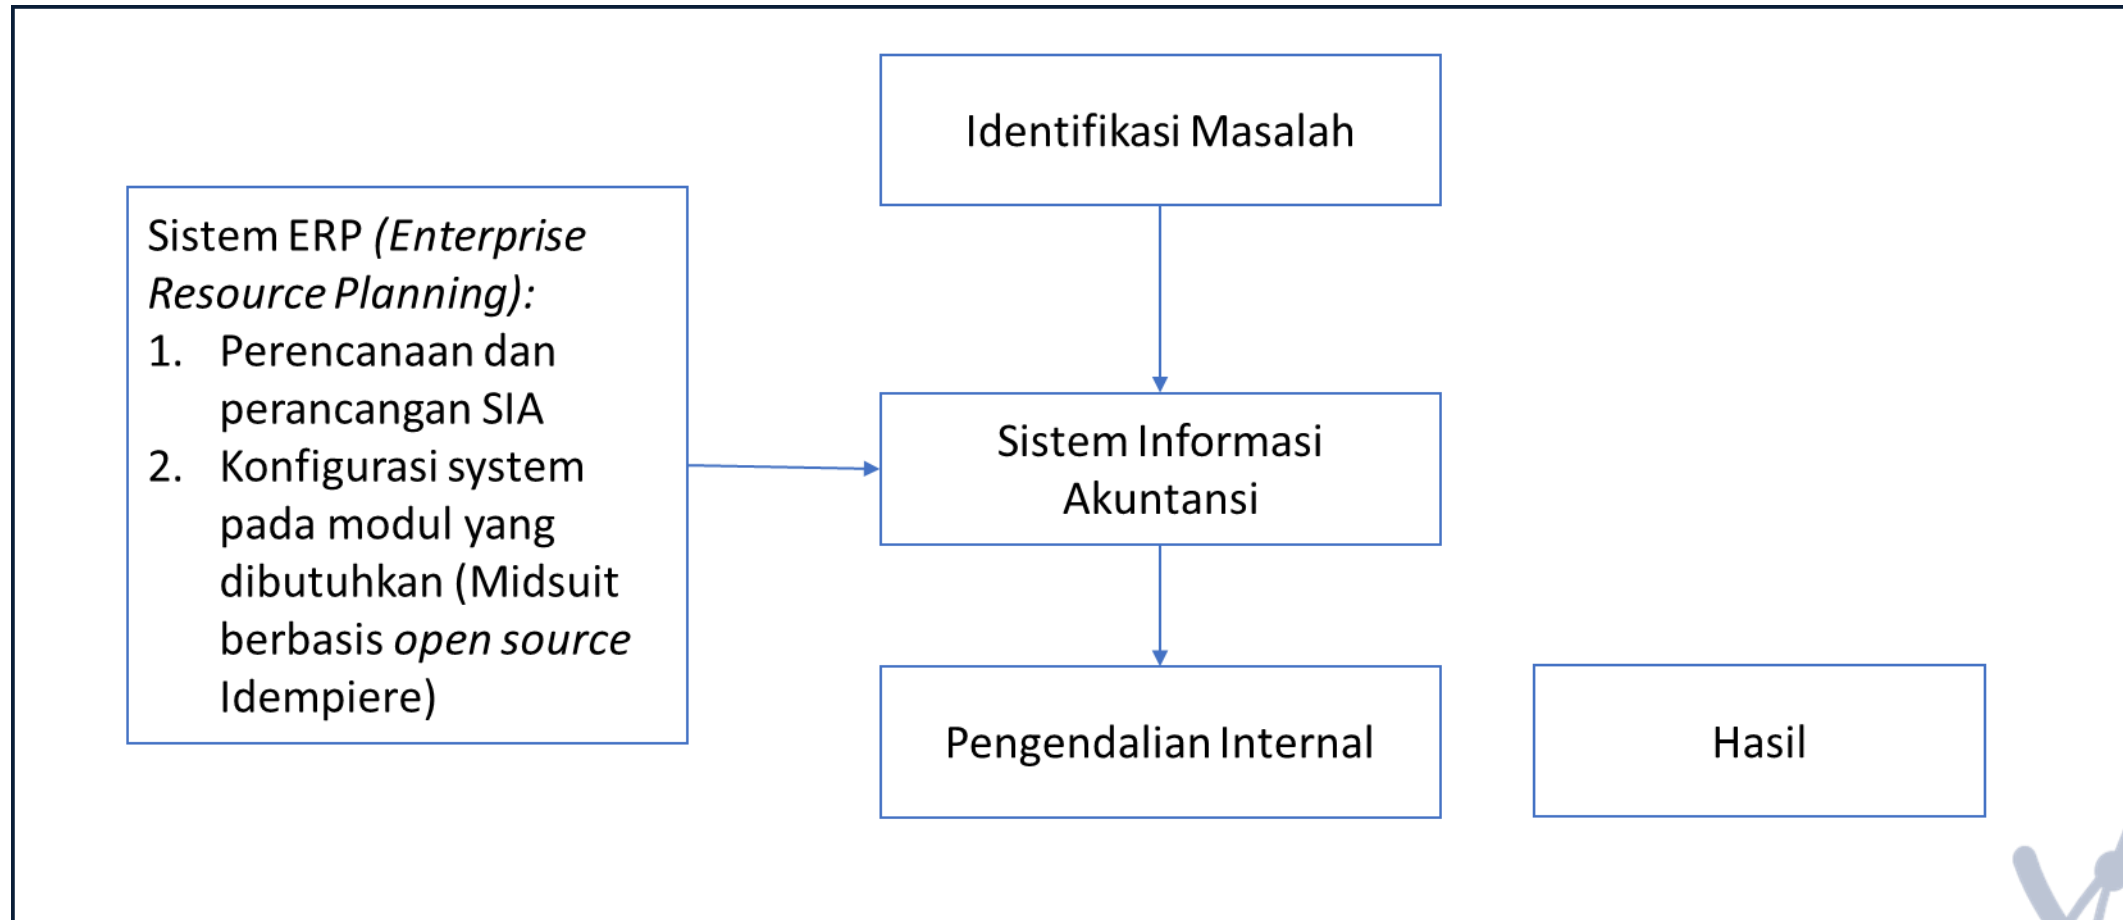 Identifikasi Masalah
Sistem ERP (Enterprise
Resource Planning):
1. Perencanaan dan
perancangan SIA
2. Konfigurasi system
pada modul yang
dibutuhkan (Midsuit
berbasis open source
Idempiere)
Sistem Informasi
Akuntansi
Pengendalian Internal
Hasil